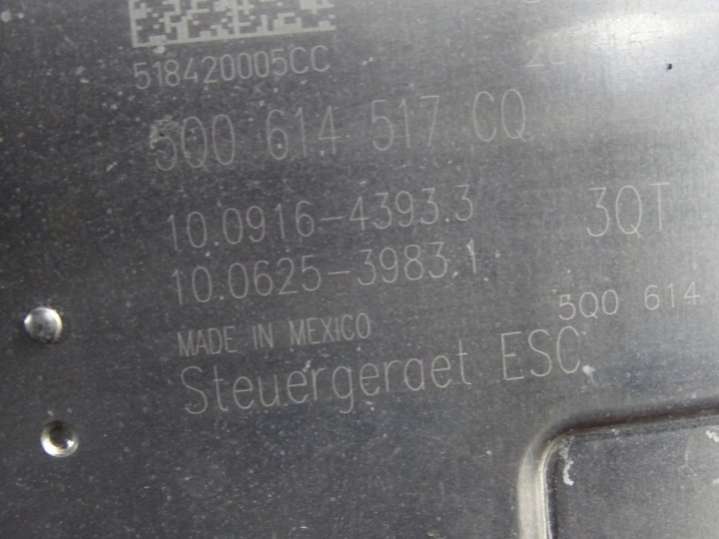 518420005CC
5Q0 614 517 CQ
10.0916-4393.3
3QT
10.0625-3983.1
5Q0 614
MADE IN MEXICO
Steuergeraet ESC